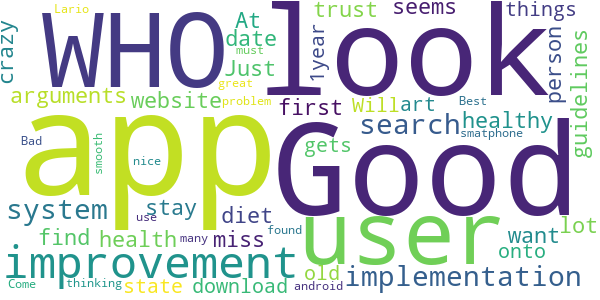 Lario
crazy
WHO
look
At
date
Just
must
trust
seems
things
1year
person
guidelines
arguments
website
great
problem
first
Will
art
Best
app
Good
search
healthy
smatphone
Bad
smooth
nice
gets
system
stay
diet
user
lot
use
find
health
many
miss
found
want
onto
improvement
old
implementation
Come
thinking
state
download
android